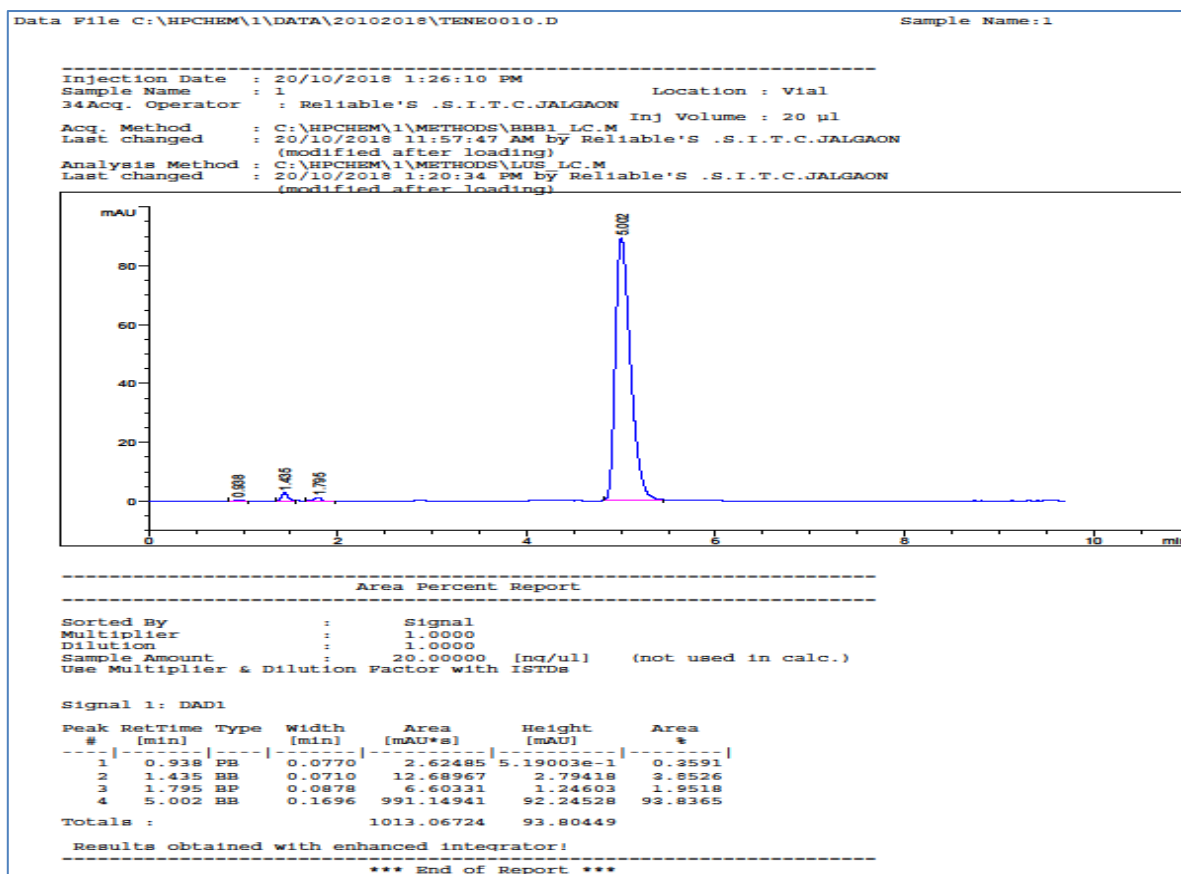 Data File C:\HPCHEM\1\DATA\20102018\TENE0010.D Sample Name:1
Injection Date : 20/10/2018 1:26:10 PM
Sample Name : 1 Location : Vial
34Acq. Operator : Reliable'S .S.I.T.C.JALGAON
Inj Volume : 20 µl
Acq. Method : C:\HPCHEM\1\METHODS\BBB1_LC.M
Last changed : 20/10/2018 11:57:47 AM by Reliable'S .S.I.T.C.JALGAON
(modified after loading)
Analysis Method : C:\HPCHEM\1\METHODS\LUS_LC.M
Last changed : 20/10/2018 1:20:34 PM by Reliable'S .S.I.T.C.JALGAON
(modified after loading)
mAU
5.002
80
60
40
20
0.938
1.435
1.795
0
0 2 4 6 8 10 min
Area Percent Report
Sorted By : Signal
Multiplier : 1.0000
Dilution : 1.0000
Sample Amount : 20.00000 [ng/ul] (not used in calc.)
Use Multiplier & Dilution Factor with ISTDs
Signal 1: DAD1
Peak RetTime Type Width Area Height Area
# [min] [min] [mAU*s] [mAU] %
----|-------|----|-------|----------|----------|--------|
1 0.938 PB 0.0770 2.62485 5.19003e-1 0.3591
2 1.435 BB 0.0710 12.68967 2.79418 3.8526
3 1.795 BP 0.0878 6.60331 1.24603 1.9518
4 5.002 BB 0.1696 991.14941 92.24528 93.8365
Totals : 1013.06724 93.80449
Results obtained with enhanced integrator!
*** End of Report ***